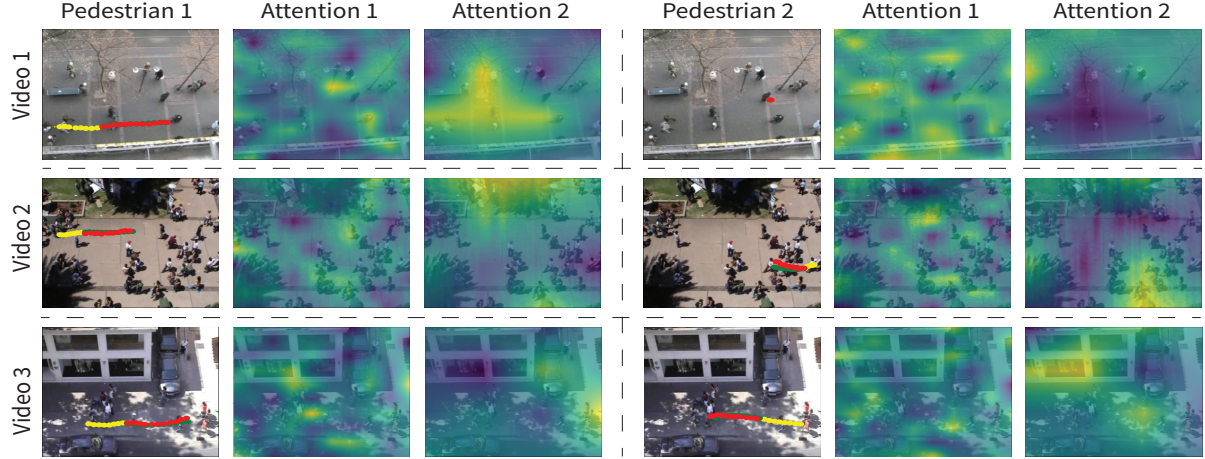 Pedestrian 1 Attention 1 Attention 2 Pedestrian 2 Attention 1 Attention 2
Video 1
Video 2
Video 3